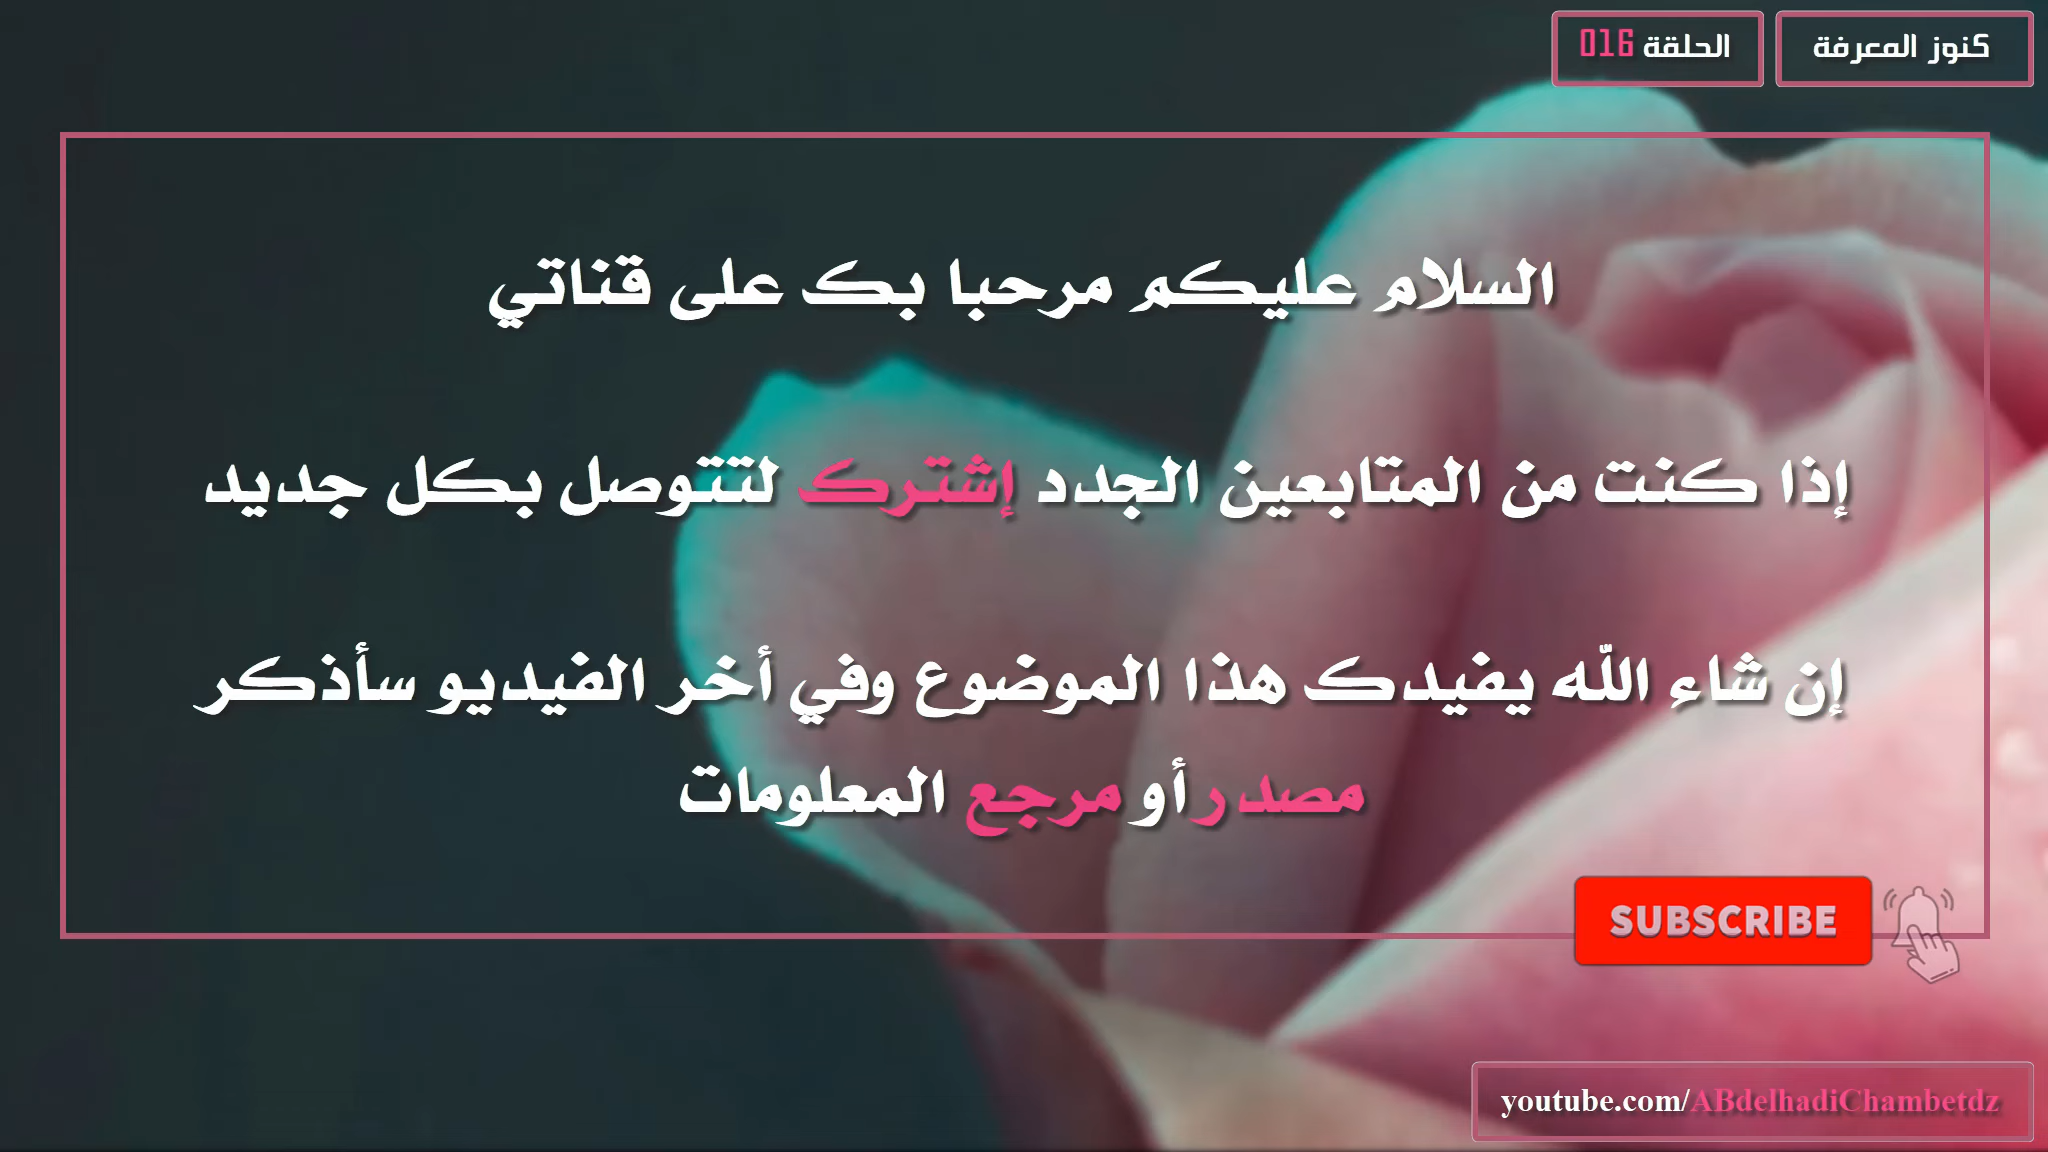 كنوز المعرفة
الحلقة 016
السلام عليكم مرحبا بك على قناتي
إذا كنت من المتابعين الجدد إشترك لتتوصل بكل جديد
إن شاء الله يفيدك هذا الموضوع وفي أخر الفيديو سأذكر
مصدر أو مرجع المعلومات
SUBSCRIBE
youtube.com/ABdelhadiChambetdz